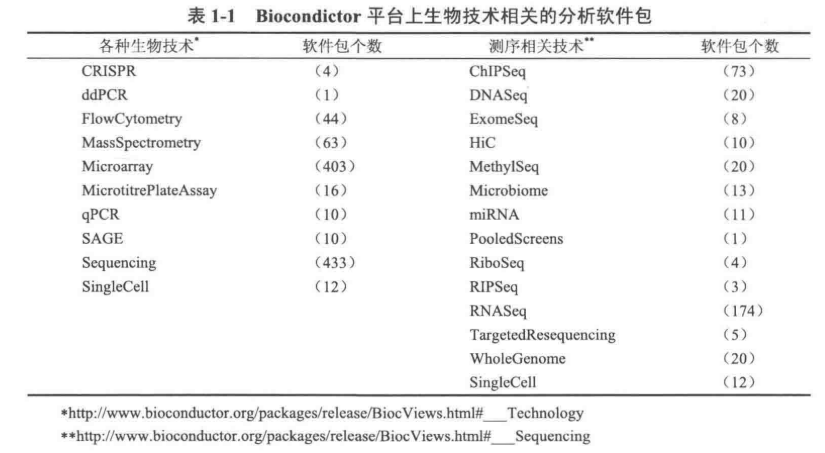 表 1-1 Biocondictor 平台上生物技术相关的分析软件包
各种生物技术* 软件包个数 测序相关技术** 软件包个数
CRISPR (4) ChIPSeq (73)
ddPCR (1) DNASeq (20)
FlowCytometry (44) ExomeSeq (8)
MassSpectrometry (63) HiC (10)
Microarray (403) MethylSeq (20)
MicrotitrePlateAssay (16) Microbiome (13)
qPCR (10) miRNA (11)
SAGE (10) PooledScreens (1)
Sequencing (433) RiboSeq (4)
SingleCell (12) RIPSeq (3)
RNASeq (174)
TargetedResequencing (5)
WholeGenome (20)
SingleCell (12)
*http://www.bioconductor.org/packages/release/BiocViews.html#___Technology
**http://www.bioconductor.org/packages/release/BiocViews.html#___Sequencing